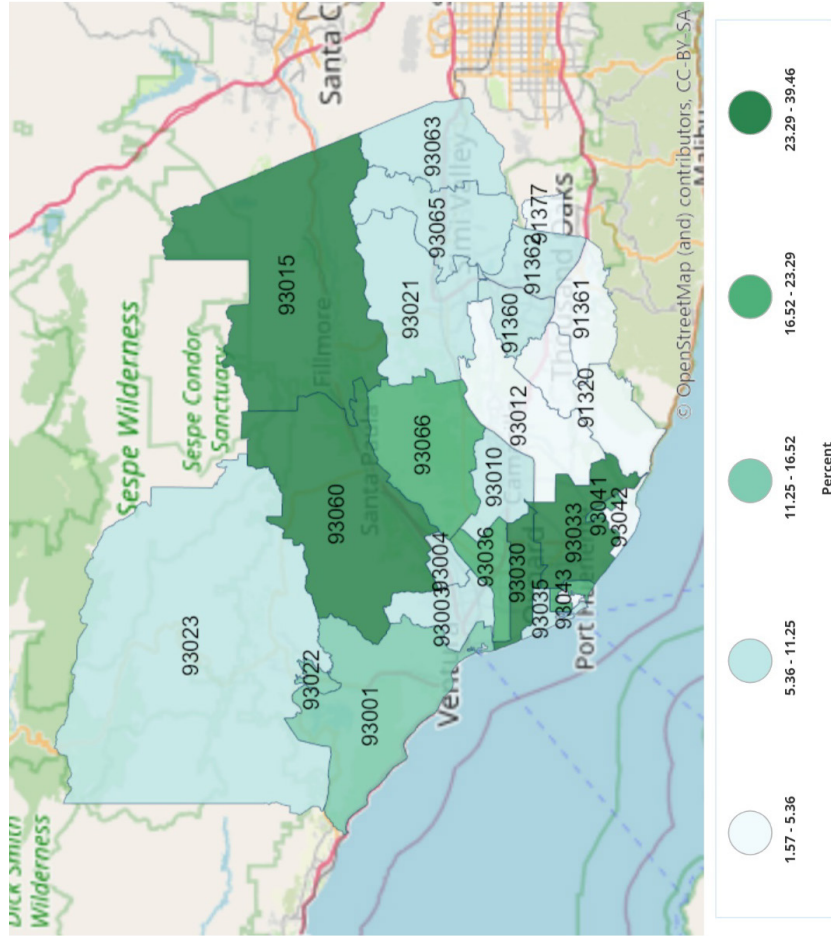 Dick Smith
Wilderness
Sespe Wilderness
Sespe Condor
Sanctuary
93023
93022
93001
93060
93015
Fillmore
Santa Paula
93066
93021
93065
93063
93003
93004
93036
93010
93012
91360
91362
91377
91361
91320
93030
93035
93033
93041
93043
93042
Oaks
© OpenStreetMap (and) contributors, CC-BY-SA
1.57 - 5.36
5.36 - 11.25
11.25 - 16.52
16.52 - 23.29
23.29 - 39.46
Percent